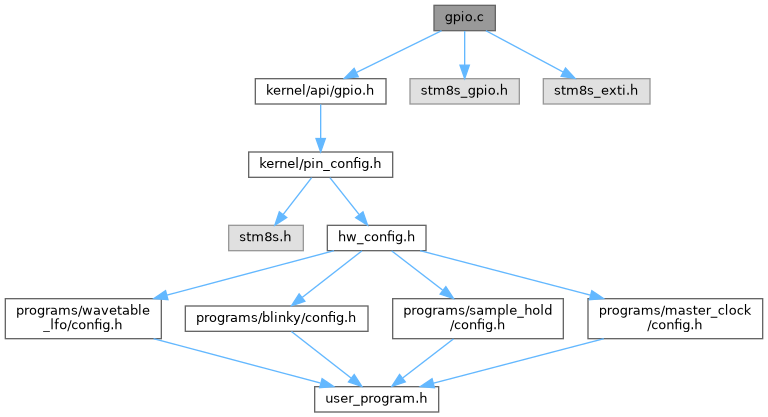 gpio.c
kernel/api/gpio.h
stm8s_gpio.h
stm8s_exti.h
kernel/pin_config.h
stm8s.h
hw_config.h
programs/wavetable
_lfo/config.h
programs/blinky/config.h
programs/sample_hold
/config.h
programs/master_clock
/config.h
user_program.h